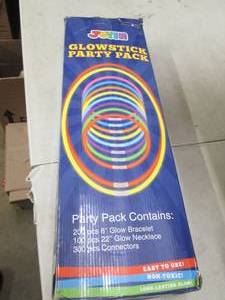 JOYIN
GLOWSTICK
PARTY PACK
Party Pack Contains:
200 pcs 8" Glow Bracelet
100 pcs 22" Glow Necklace
300 pcs Connectors
EASY TO USE!
NON-TOXIC!
LONG-LASTING GLOW!